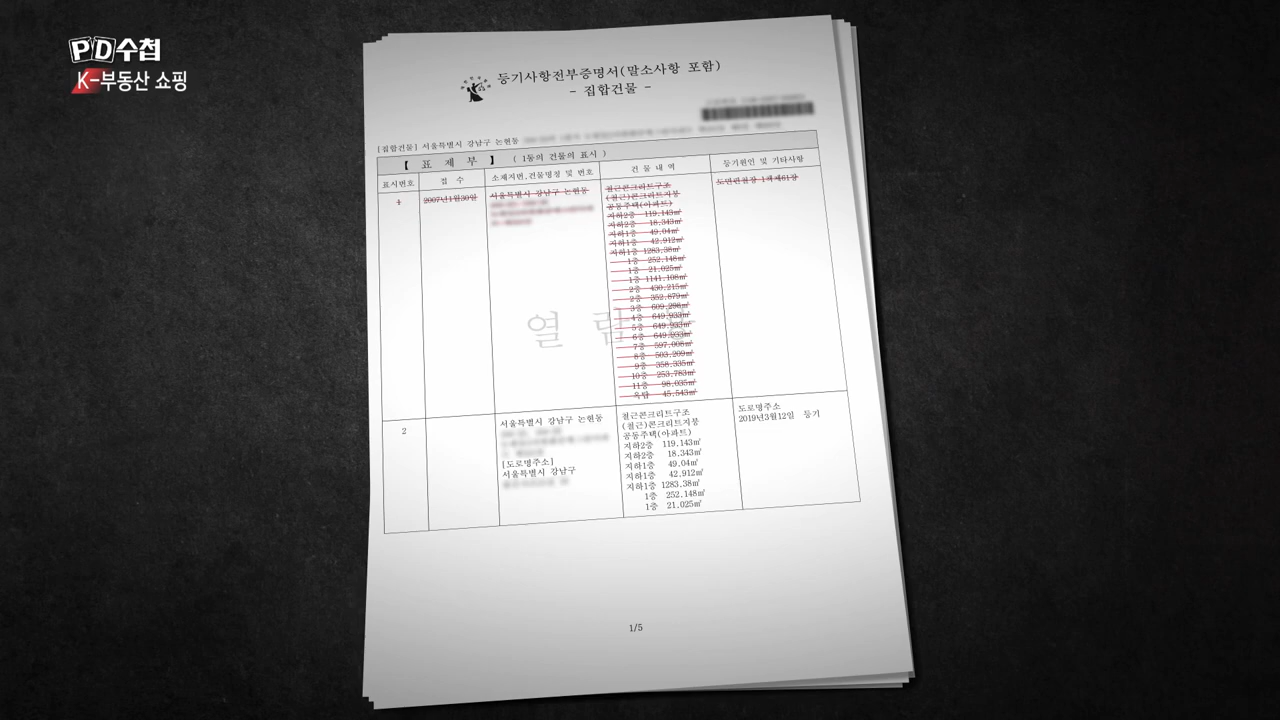 PD수첩
K-부동산 쇼핑
등기사항전부증명서(말소사항 포함)
- 집합건물 -
[집합건물] 서울특별시 강남구 논현동
【 표 제 부 】 ( 1동의 건물의 표시 )
표시번호 접 수 소재지번,건물명칭 및 번호 건 물 내 역 등기원인 및 기타사항
1 2007년1월30일 서울특별시 강남구 논현동 철근콘크리트구조 도면편철장 1책제61장
(철근)콘크리트지붕
공동주택(아파트)
지하2층 119.143㎡
지하2층 18.343㎡
지하1층 49.04㎡
지하1층 42.912㎡
지하1층 1283.38㎡
1층 252.148㎡
1층 21.025㎡
1층 1141.108㎡
2층 430.215㎡
2층 352.879㎡
3층 609.298㎡
4층 649.933㎡
5층 649.933㎡
6층 649.933㎡
7층 597.008㎡
8층 503.209㎡
9층 358.335㎡
10층 253.783㎡
11층 98.035㎡
옥탑 45.543㎡
열 람
2 서울특별시 강남구 논현동 철근콘크리트구조 도로명주소
(철근)콘크리트지붕 2019년3월12일 등기
공동주택(아파트)
지하2층 119.143㎡
지하2층 18.343㎡
[도로명주소] 지하1층 49.04㎡
서울특별시 강남구 지하1층 42.912㎡
지하1층 1283.38㎡
1층 252.148㎡
1층 21.025㎡
1/5